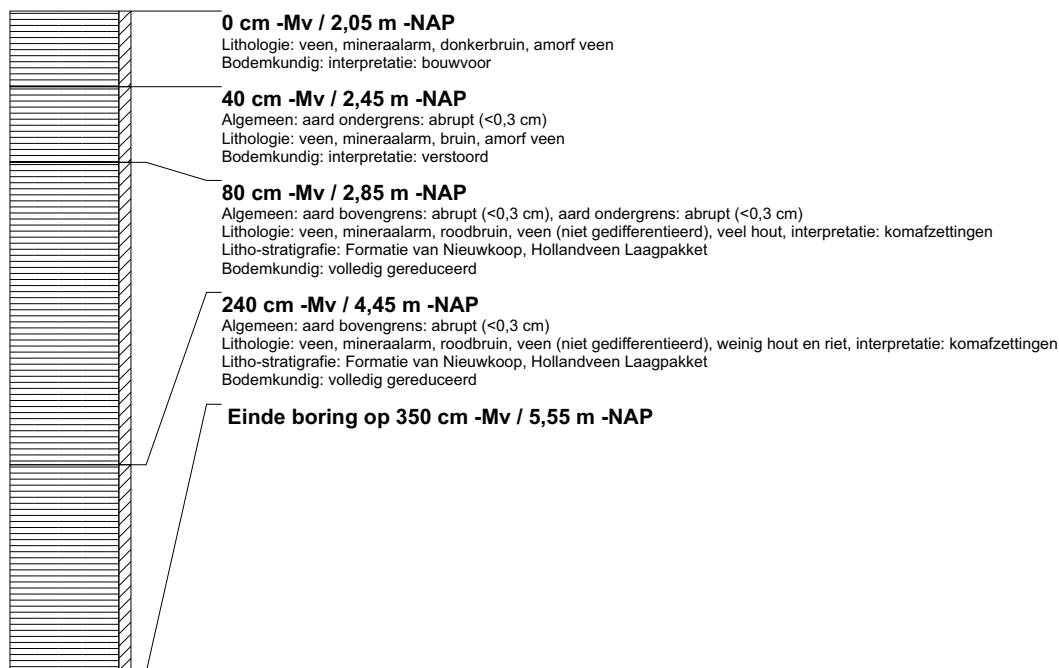 0 cm -Mv / 2,05 m -NAP
Lithologie: veen, mineraalarm, donkerbruin, amorf veen
Bodemkundig: interpretatie: bouwvoor
40 cm -Mv / 2,45 m -NAP
Algemeen: aard ondergrens: abrupt (<0,3 cm)
Lithologie: veen, mineraalarm, bruin, amorf veen
Bodemkundig: interpretatie: verstoord
80 cm -Mv / 2,85 m -NAP
Algemeen: aard bovengrens: abrupt (<0,3 cm), aard ondergrens: abrupt (<0,3 cm)
Lithologie: veen, mineraalarm, roodbruin, veen (niet gedifferentieerd), veel hout, interpretatie: komafzettingen
Litho-stratigrafie: Formatie van Nieuwkoop, Hollandveen Laagpakket
Bodemkundig: volledig gereduceerd
240 cm -Mv / 4,45 m -NAP
Algemeen: aard bovengrens: abrupt (<0,3 cm)
Lithologie: veen, mineraalarm, roodbruin, veen (niet gedifferentieerd), weinig hout en riet, interpretatie: komafzettingen
Litho-stratigrafie: Formatie van Nieuwkoop, Hollandveen Laagpakket
Bodemkundig: volledig gereduceerd
Einde boring op 350 cm -Mv / 5,55 m -NAP